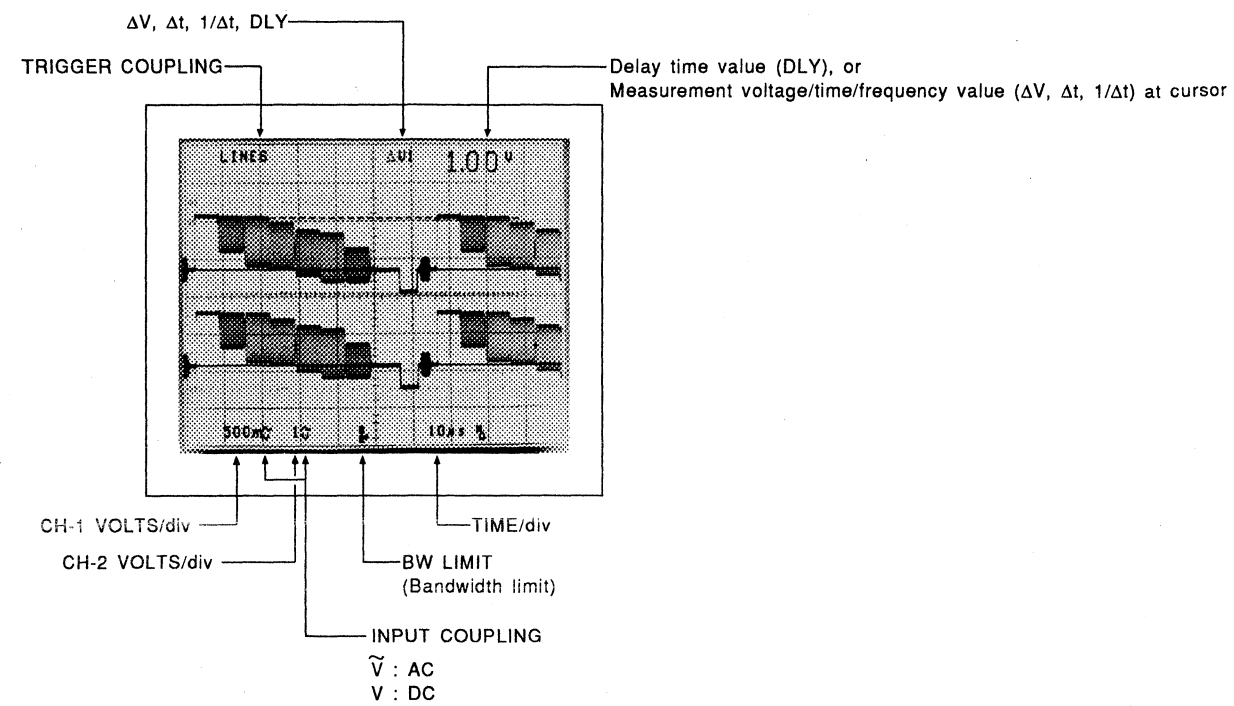 ΔV, Δt, 1/Δt, DLY
TRIGGER COUPLING
Delay time value (DLY), or
Measurement voltage/time/frequency value (ΔV, Δt, 1/Δt) at cursor
LINES ΔV1 1.00 V
500mṼ 1Ṽ 10µs
CH-1 VOLTS/div
TIME/div
CH-2 VOLTS/div
BW LIMIT
(Bandwidth limit)
INPUT COUPLING
Ṽ : AC
V : DC